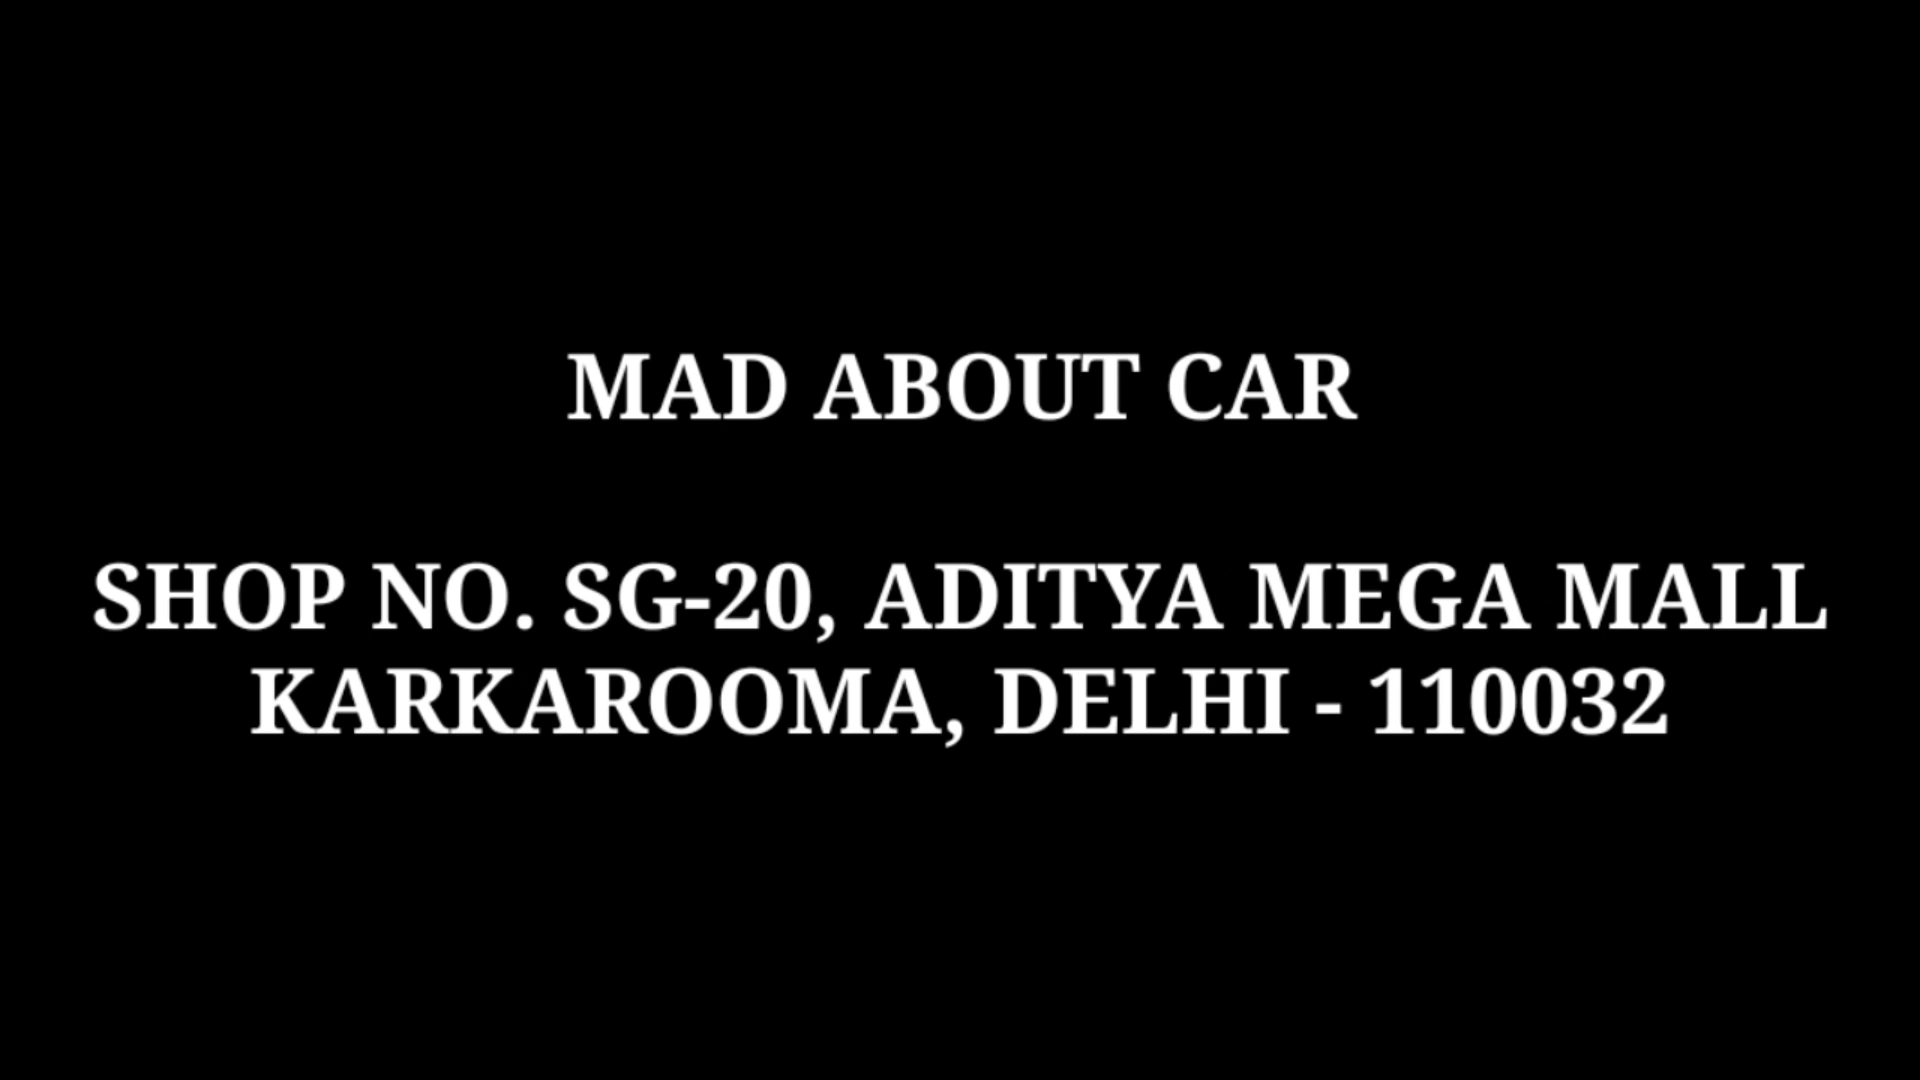 MAD ABOUT CAR
SHOP NO. SG-20, ADITYA MEGA MALL
KARKAROOMA, DELHI - 110032